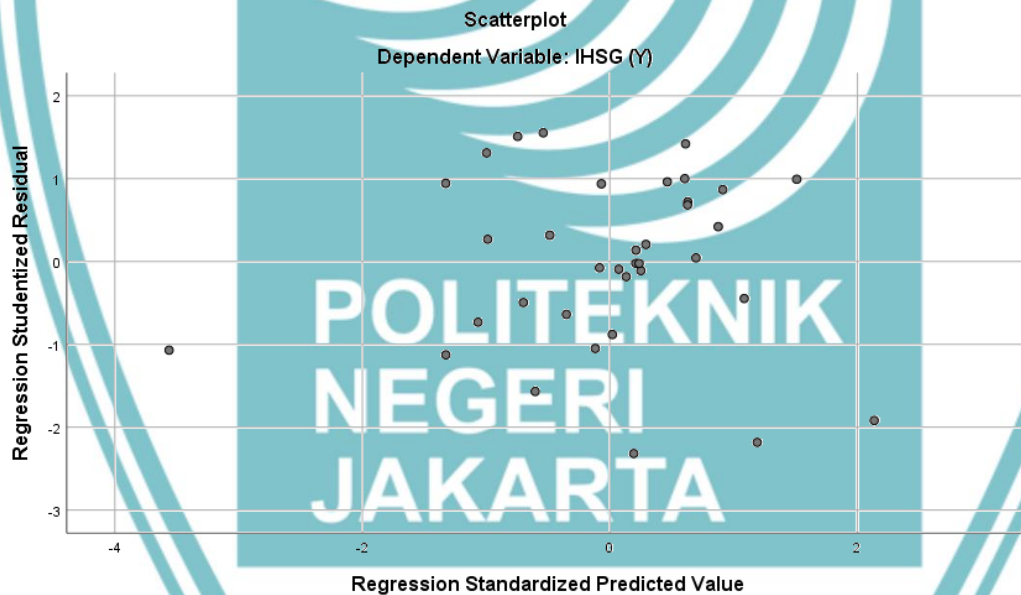 Scatterplot
Dependent Variable: IHSG (Y)
Regression Studentized Residual
2
1
0
-1
-2
-3
POLITEKNIK
NEGERI
JAKARTA
-4
-2
0
2
Regression Standardized Predicted Value